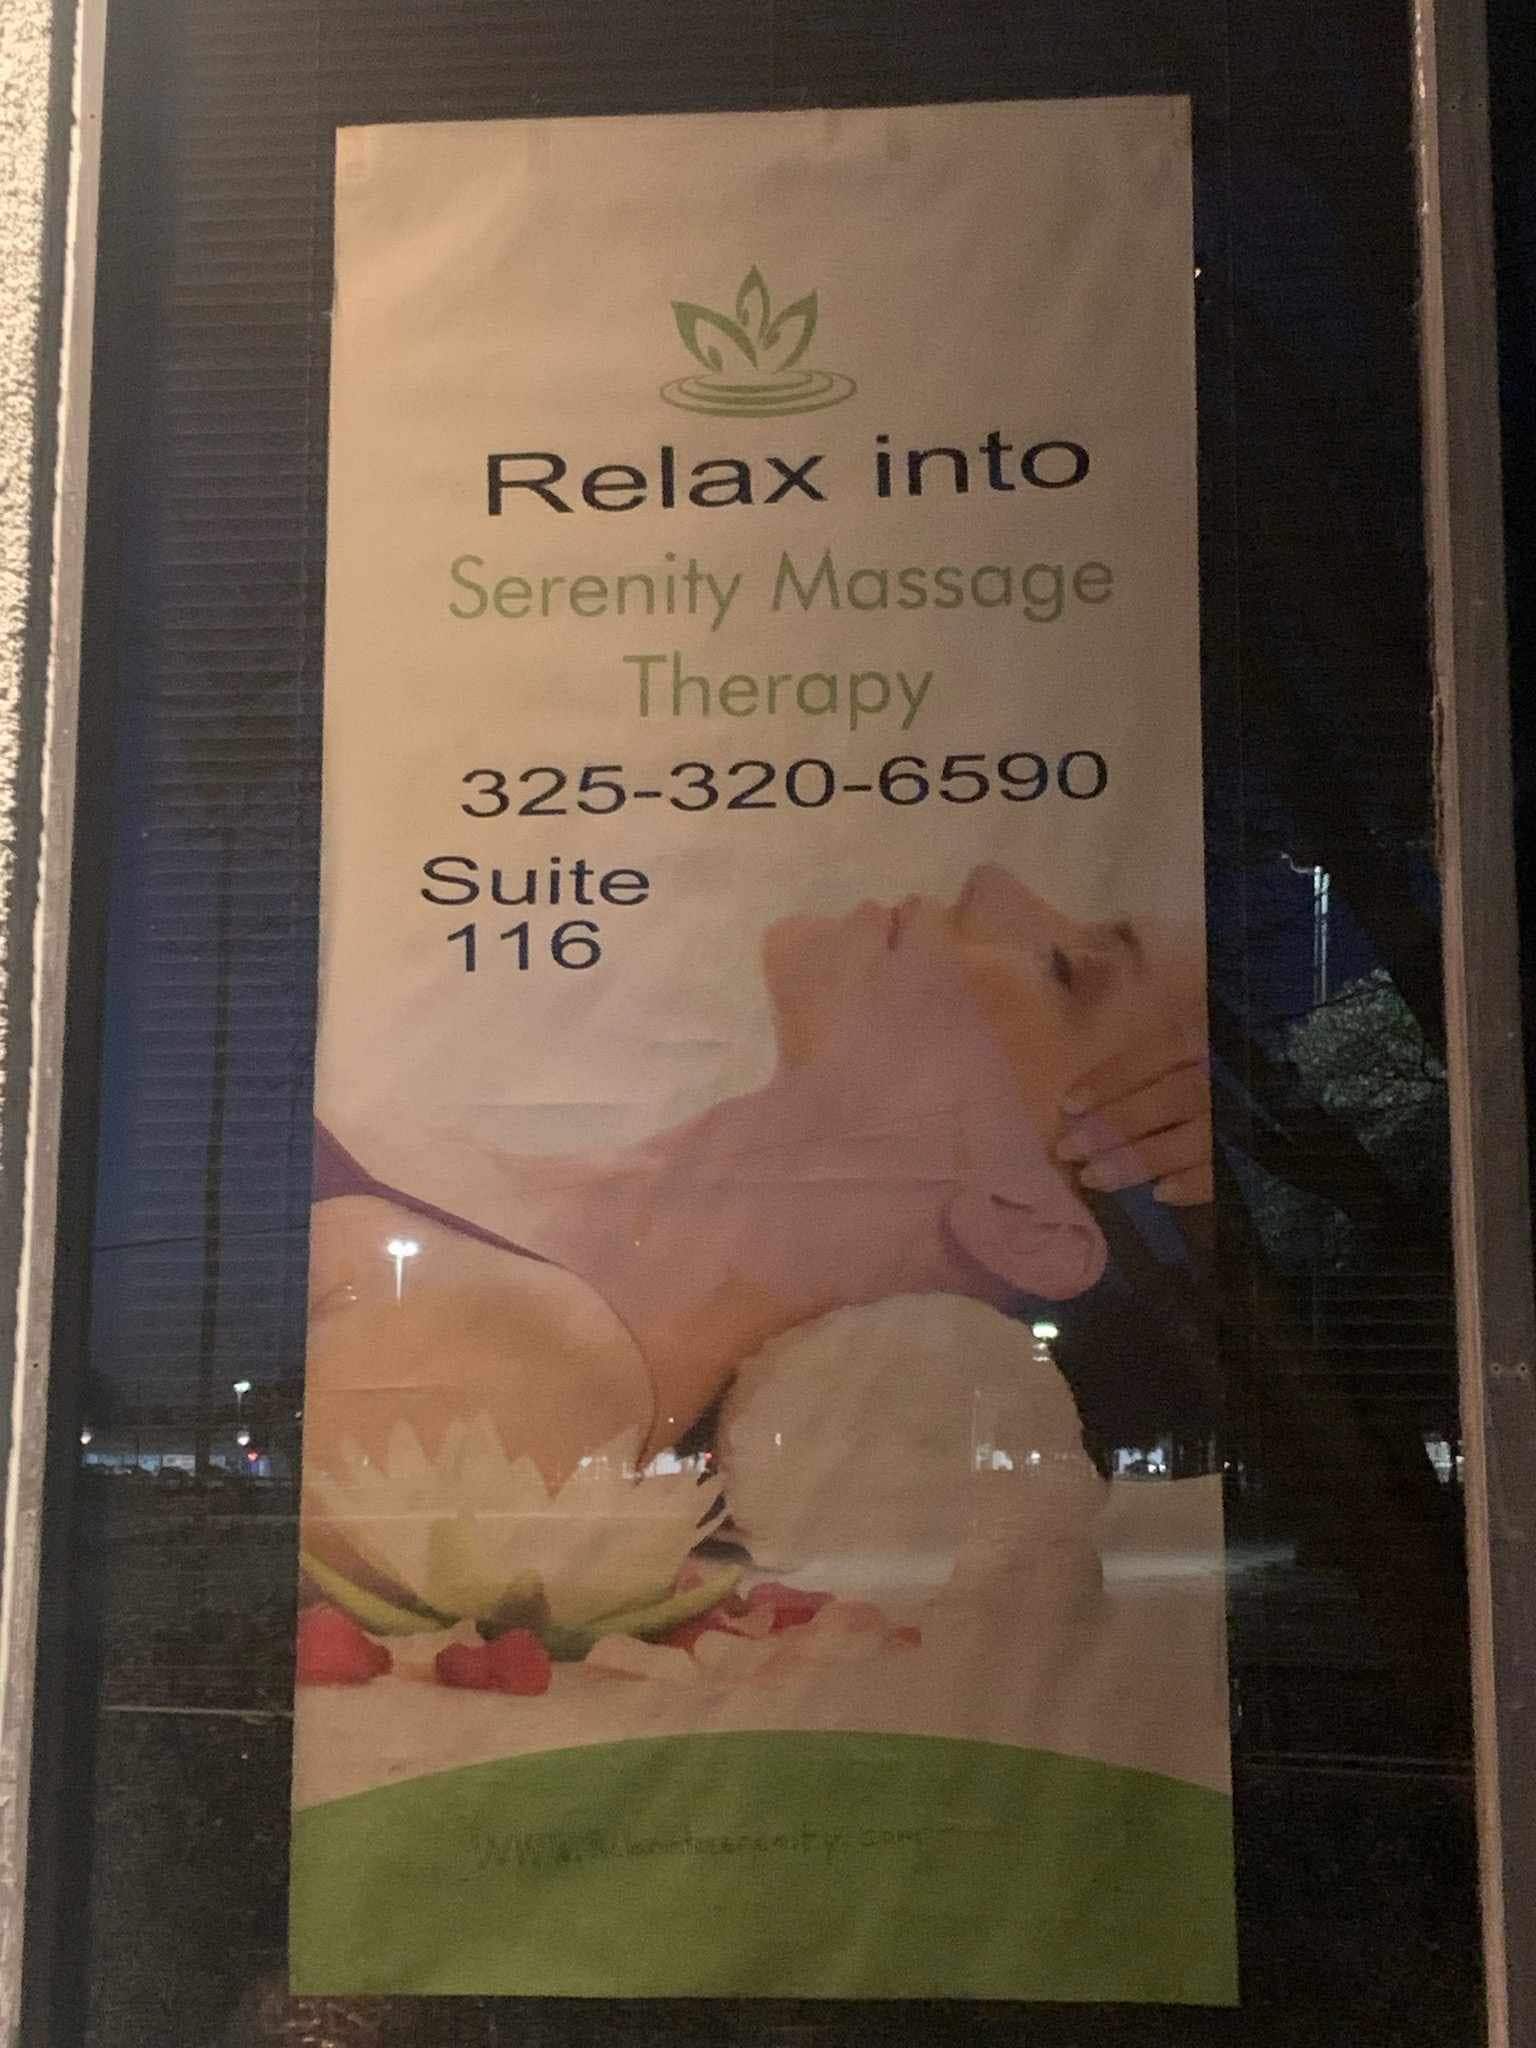 Relax into
Serenity Massage
Therapy
325-320-6590
Suite
116